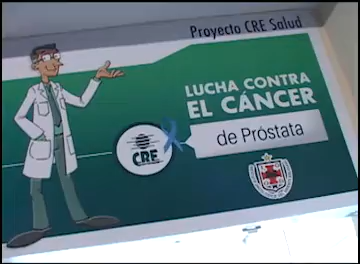 Proyecto CRE Salud
LUCHA CONTRA
EL CÁNCER
de Próstata
CRE